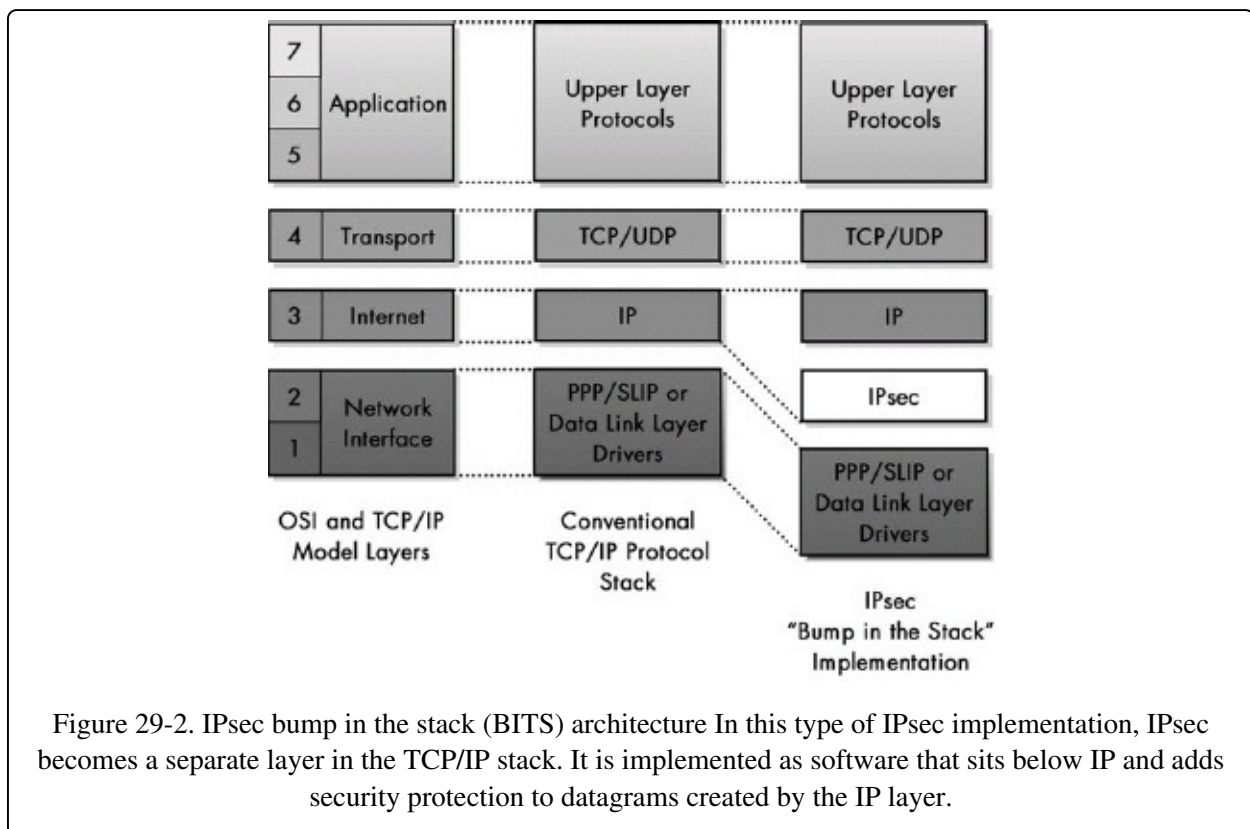 7
6
5
Application
Upper Layer
Protocols
Upper Layer
Protocols
4
Transport
TCP/UDP
TCP/UDP
3
Internet
IP
IP
2
1
Network
Interface
PPP/SLIP or
Data Link Layer
Drivers
IPsec
PPP/SLIP or
Data Link Layer
Drivers
OSI and TCP/IP
Model Layers
Conventional
TCP/IP Protocol
Stack
IPsec
“Bump in the Stack”
Implementation
Figure 29-2. IPsec bump in the stack (BITS) architecture In this type of IPsec implementation, IPsec
becomes a separate layer in the TCP/IP stack. It is implemented as software that sits below IP and adds
security protection to datagrams created by the IP layer.